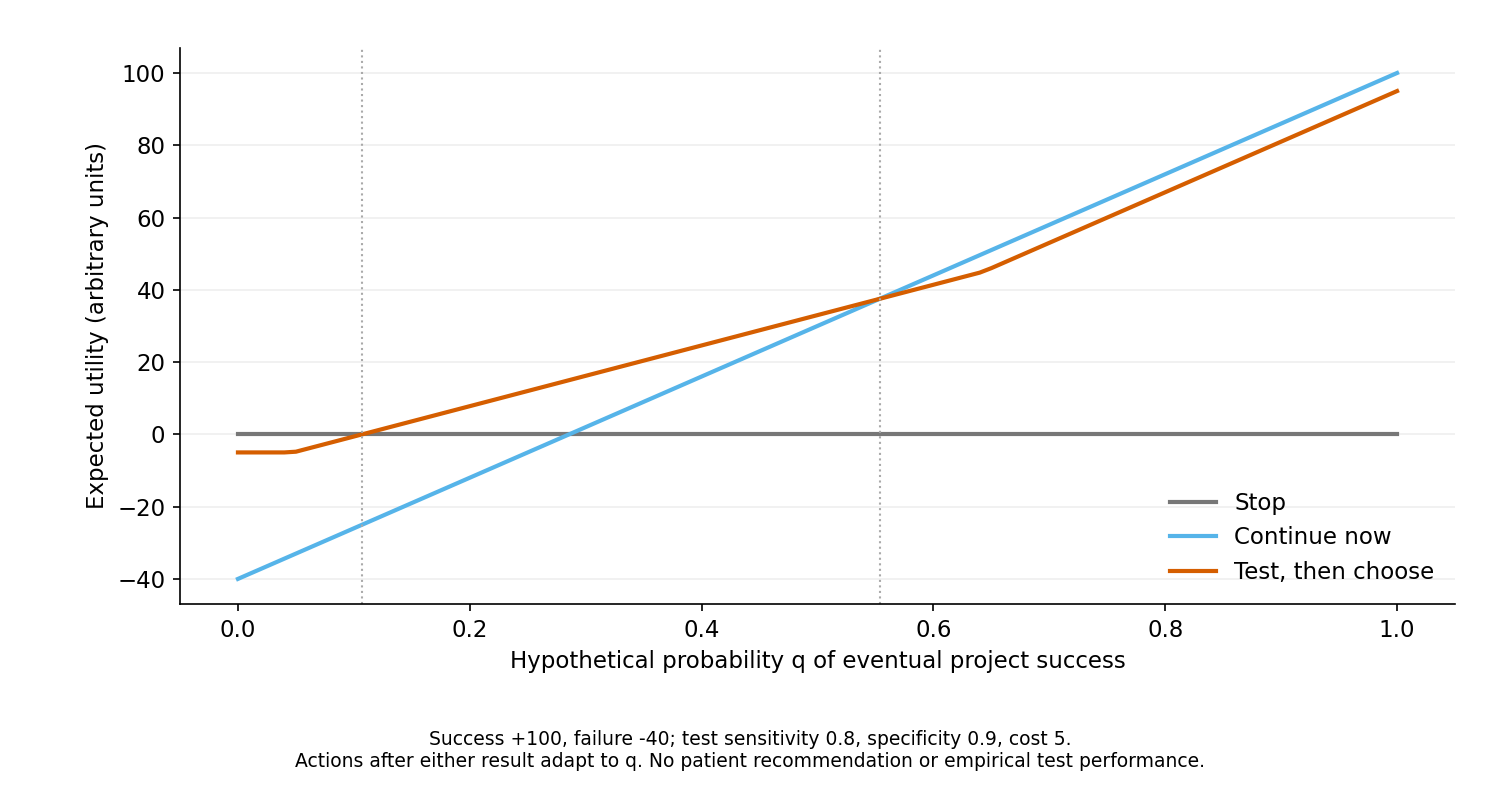 Expected utility (arbitrary units)
100
80
60
40
20
0
−20
−40
Stop
Continue now
Test, then choose
0.0 0.2 0.4 0.6 0.8 1.0
Hypothetical probability q of eventual project success
Success +100, failure -40; test sensitivity 0.8, specificity 0.9, cost 5.
Actions after either result adapt to q. No patient recommendation or empirical test performance.